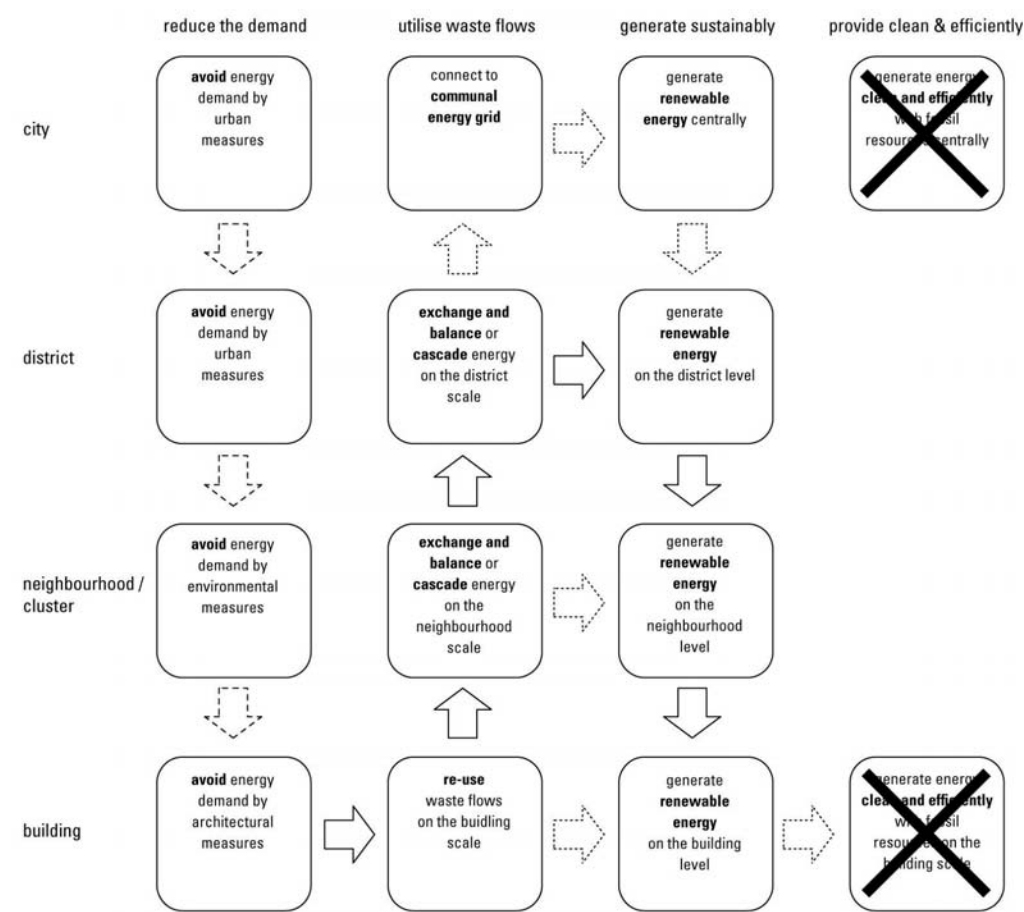 reduce the demand
utilise waste flows
generate sustainably
provide clean & efficiently
city
avoid energy
demand by
urban
measures
connect to
communal
energy grid
generate
renewable
energy centrally
generate energy
clean and efficiently
with fossil
resources centrally
district
avoid energy
demand by
urban
measures
exchange and
balance or
cascade energy
on the district
scale
generate
renewable
energy
on the district level
neighbourhood /
cluster
avoid energy
demand by
environmental
measures
exchange and
balance or
cascade energy
on the
neighbourhood
scale
generate
renewable
energy
on the
neighbourhood
level
building
avoid energy
demand by
architectural
measures
re-use
waste flows
on the buidling
scale
generate
renewable
energy
on the building
level
generate energy
clean and efficiently
with fossil
resources on the
building scale